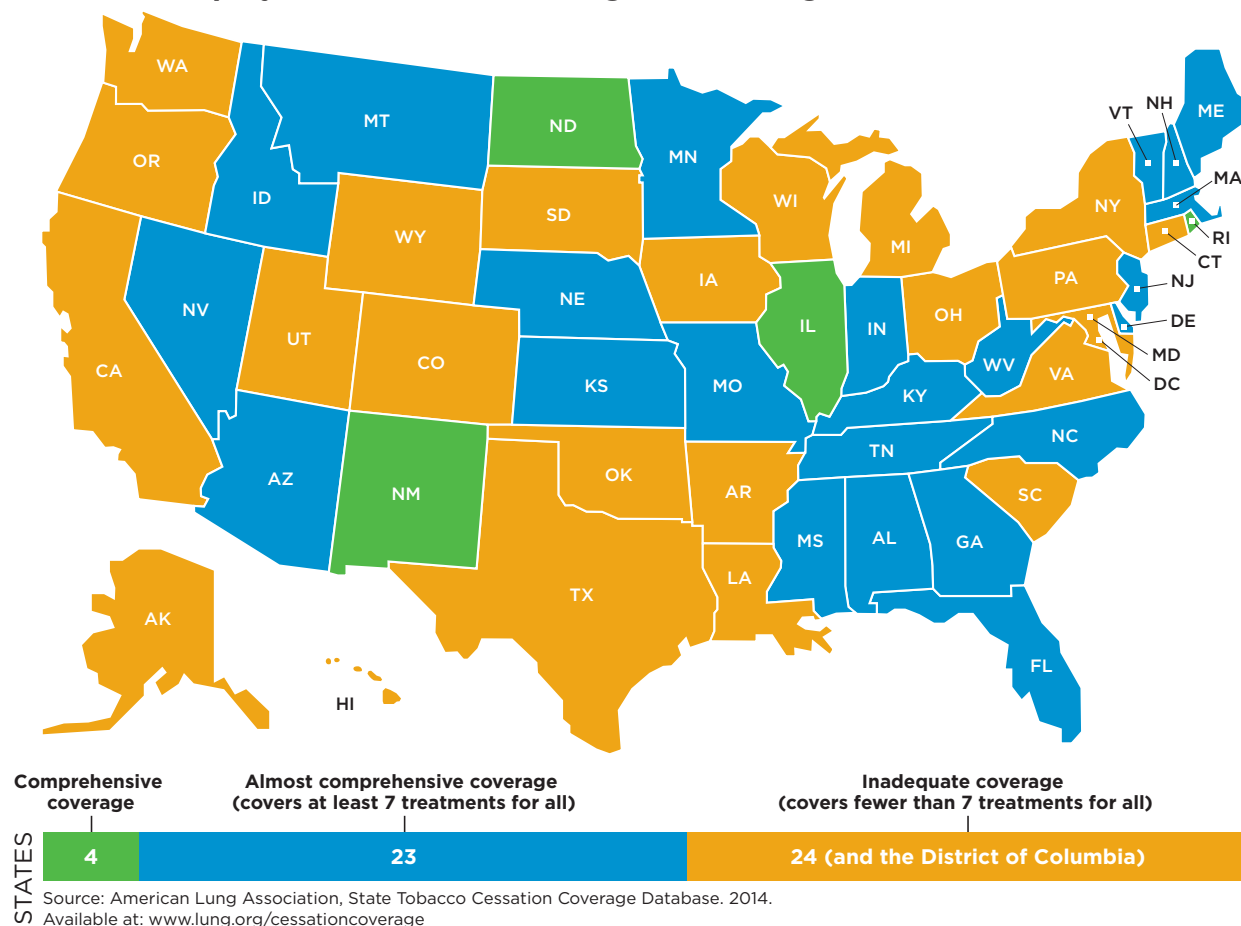 WA
MT
ND
MN
VT
NH
ME
OR
ID
SD
WI
MI
NY
MA
RI
CT
WY
IA
PA
NJ
NV
NE
IL
IN
OH
DE
UT
CO
KS
MO
WV
VA
MD
DC
CA
KY
NC
AZ
NM
OK
AR
TN
SC
MS
AL
GA
TX
LA
AK
HI
FL
Comprehensive
coverage
Almost comprehensive coverage
(covers at least 7 treatments for all)
Inadequate coverage
(covers fewer than 7 treatments for all)
STATES
4
23
24 (and the District of Columbia)
Source: American Lung Association, State Tobacco Cessation Coverage Database. 2014.
Available at: www.lung.org/cessationcoverage